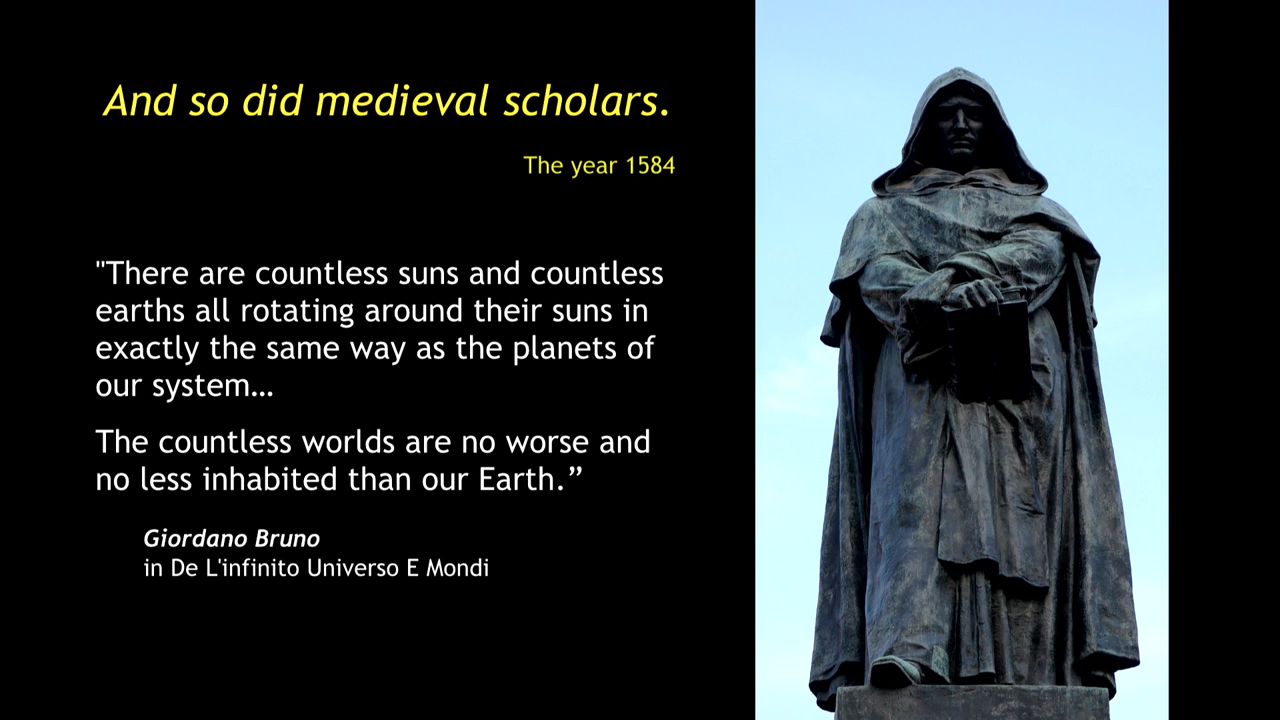 And so did medieval scholars.
The year 1584
"There are countless suns and countless
earths all rotating around their suns in
exactly the same way as the planets of
our system…
The countless worlds are no worse and
no less inhabited than our Earth.”
Giordano Bruno
in De L'infinito Universo E Mondi